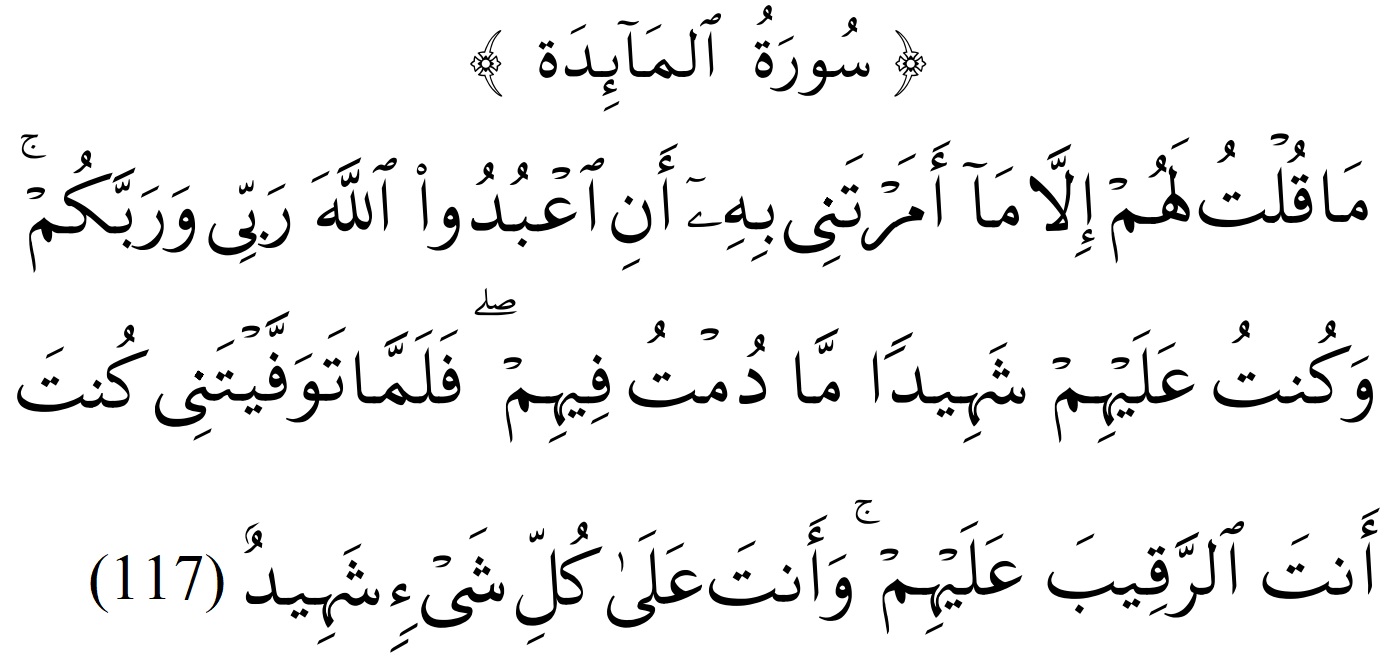 ﴿ سُورَةُ ٱلمَآئِدَة ﴾
مَا قُلْتُ لَهُمْ إِلَّا مَآ أَمَرْتَنِى بِهِۦٓ أَنِ ٱعْبُدُوا۟ ٱللَّهَ رَبِّى وَرَبَّكُمْ ۚ
وَكُنتُ عَلَيْهِمْ شَهِيدًا مَّا دُمْتُ فِيهِمْ ۖ فَلَمَّا تَوَفَّيْتَنِى كُنتَ
أَنتَ ٱلرَّقِيبَ عَلَيْهِمْ ۚ وَأَنتَ عَلَىٰ كُلِّ شَىْءٍ شَهِيدٌ (117)